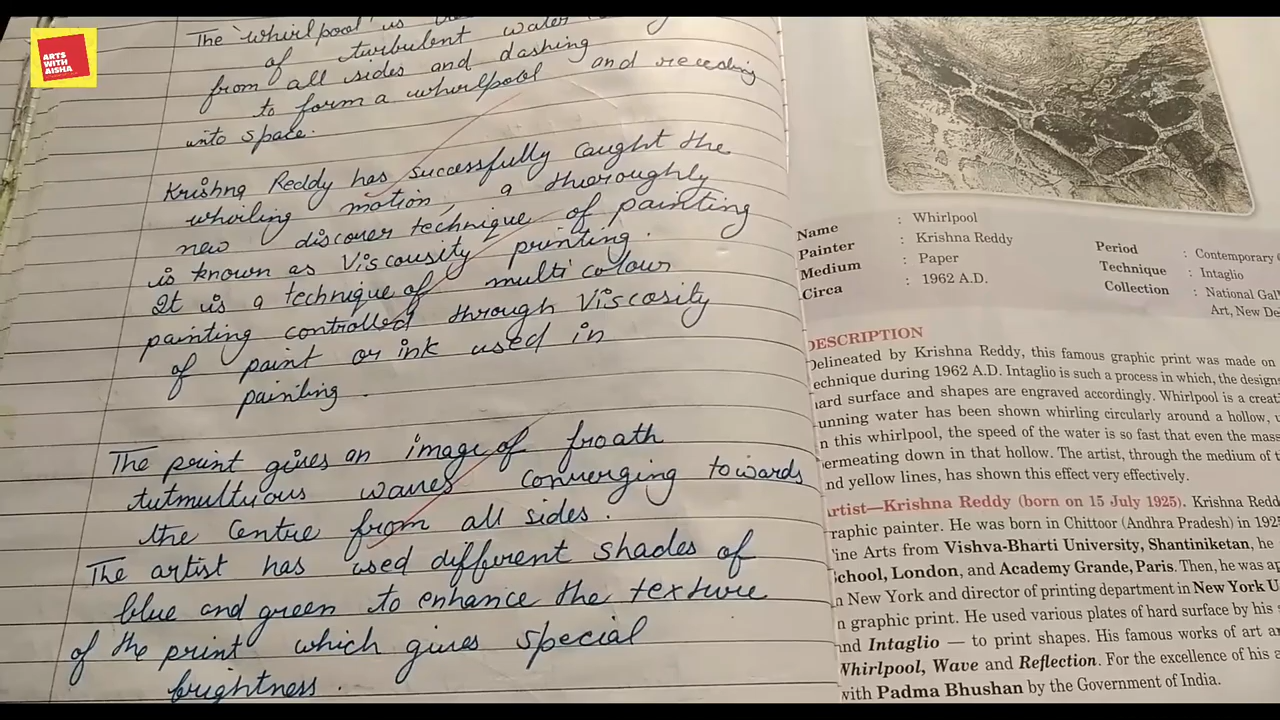 ARTS
WITH
AISHA
The "whirlpool" is
of turbulent water
from all sides and dashing
to form a whirlpool and receding
into space.
Krishna Reddy has successfully caught the
whirling motion, a thoroughly
new discover technique of painting
is known as Viscousity printing.
It is a technique of multi colour
painting controlled through Viscosity
of paint or ink used in
painting.
The print gives an image of froath
tutmultuous waves converging towards
the Centre from all sides.
The artist has used different shades of
blue and green to enhance the texture
of the print which gives special
brightness.
Name : Whirlpool
Painter : Krishna Reddy
Medium : Paper
Circa : 1962 A.D.
Period : Contemporary
Technique : Intaglio
Collection : National Gal
Art, New De
DESCRIPTION
Delineated by Krishna Reddy, this famous graphic print was made on
echnique during 1962 A.D. Intaglio is such a process in which, the design
ard surface and shapes are engraved accordingly. Whirlpool is a creati
unning water has been shown whirling circularly around a hollow,
n this whirlpool, the speed of the water is so fast that even the mass
ermeating down in that hollow. The artist, through the medium of t
nd yellow lines, has shown this effect very effectively.
rtist—Krishna Reddy (born on 15 July 1925). Krishna Redd
raphic painter. He was born in Chittoor (Andhra Pradesh) in 192
ine Arts from Vishva-Bharti University, Shantiniketan, he
chool, London, and Academy Grande, Paris. Then, he was ap
n New York and director of printing department in New York U
n graphic print. He used various plates of hard surface by his
nd Intaglio — to print shapes. His famous works of art a
Whirlpool, Wave and Reflection. For the excellence of his a
with Padma Bhushan by the Government of India.